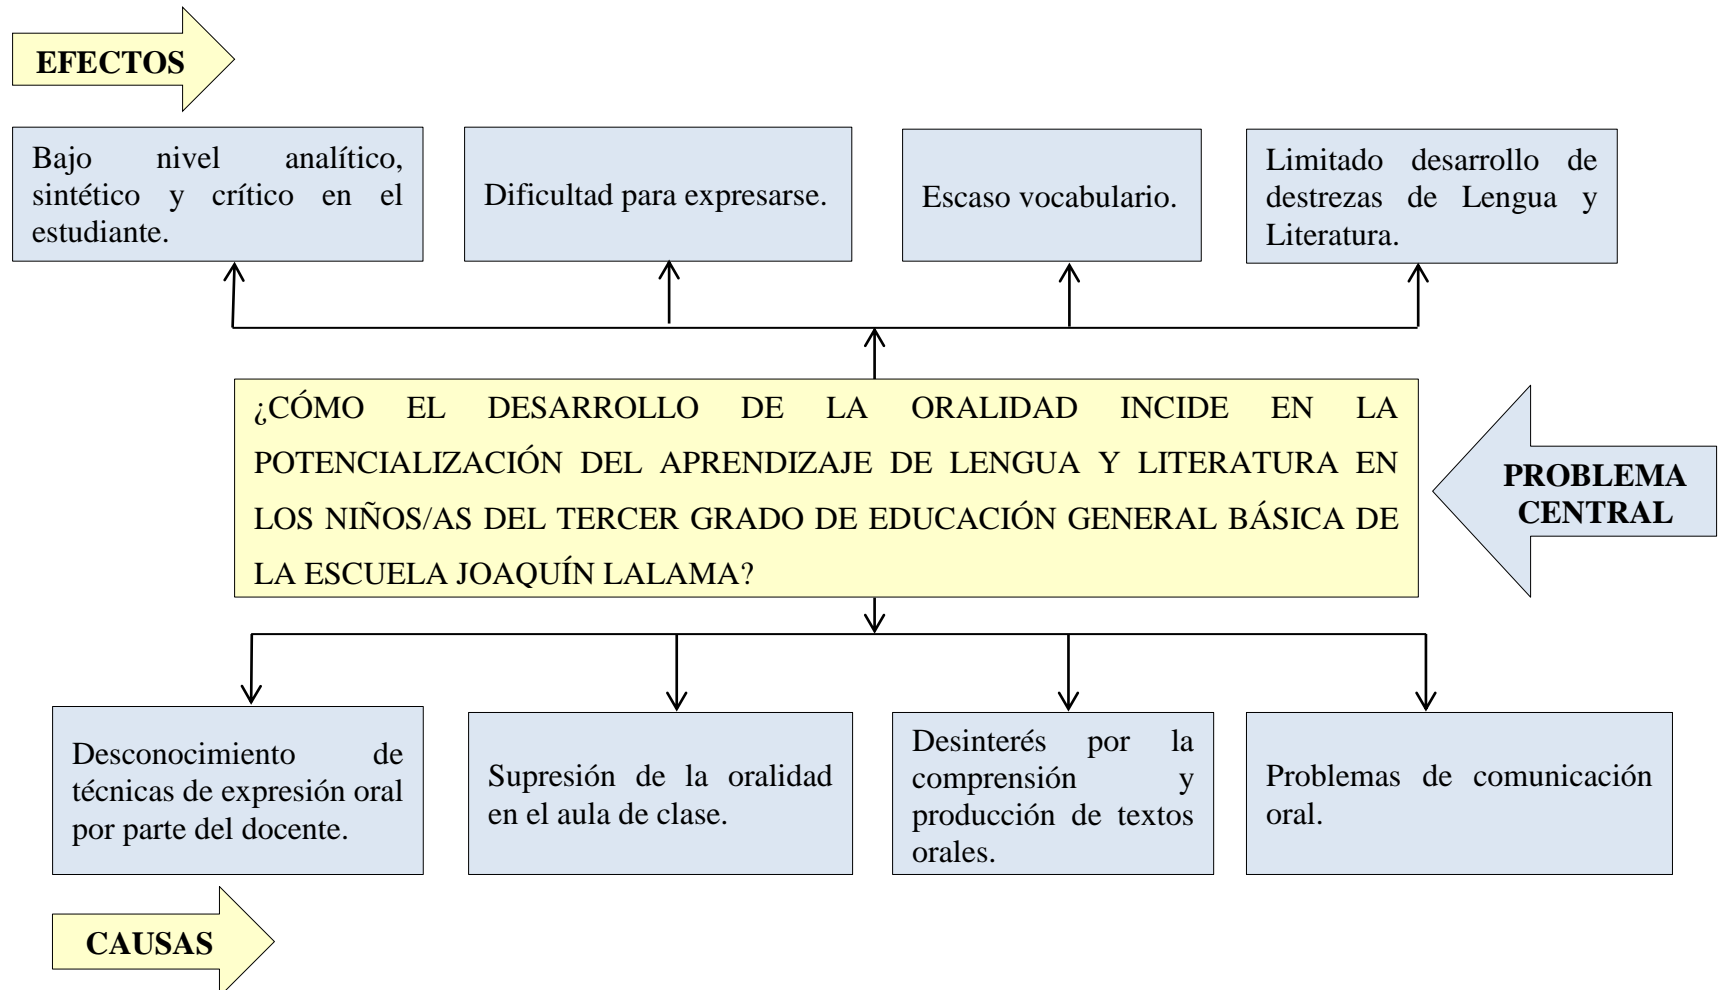 EFECTOS
Bajo nivel analítico,
sintético y crítico en el
estudiante.
Dificultad para expresarse.
Escaso vocabulario.
Limitado desarrollo de
destrezas de Lengua y
Literatura.
¿CÓMO EL DESARROLLO DE LA ORALIDAD INCIDE EN LA
POTENCIALIZACIÓN DEL APRENDIZAJE DE LENGUA Y LITERATURA EN
LOS NIÑOS/AS DEL TERCER GRADO DE EDUCACIÓN GENERAL BÁSICA DE
LA ESCUELA JOAQUÍN LALAMA?
PROBLEMA
CENTRAL
Desconocimiento de
técnicas de expresión oral
por parte del docente.
Supresión de la oralidad
en el aula de clase.
Desinterés por la
comprensión y
producción de textos
orales.
Problemas de comunicación
oral.
CAUSAS